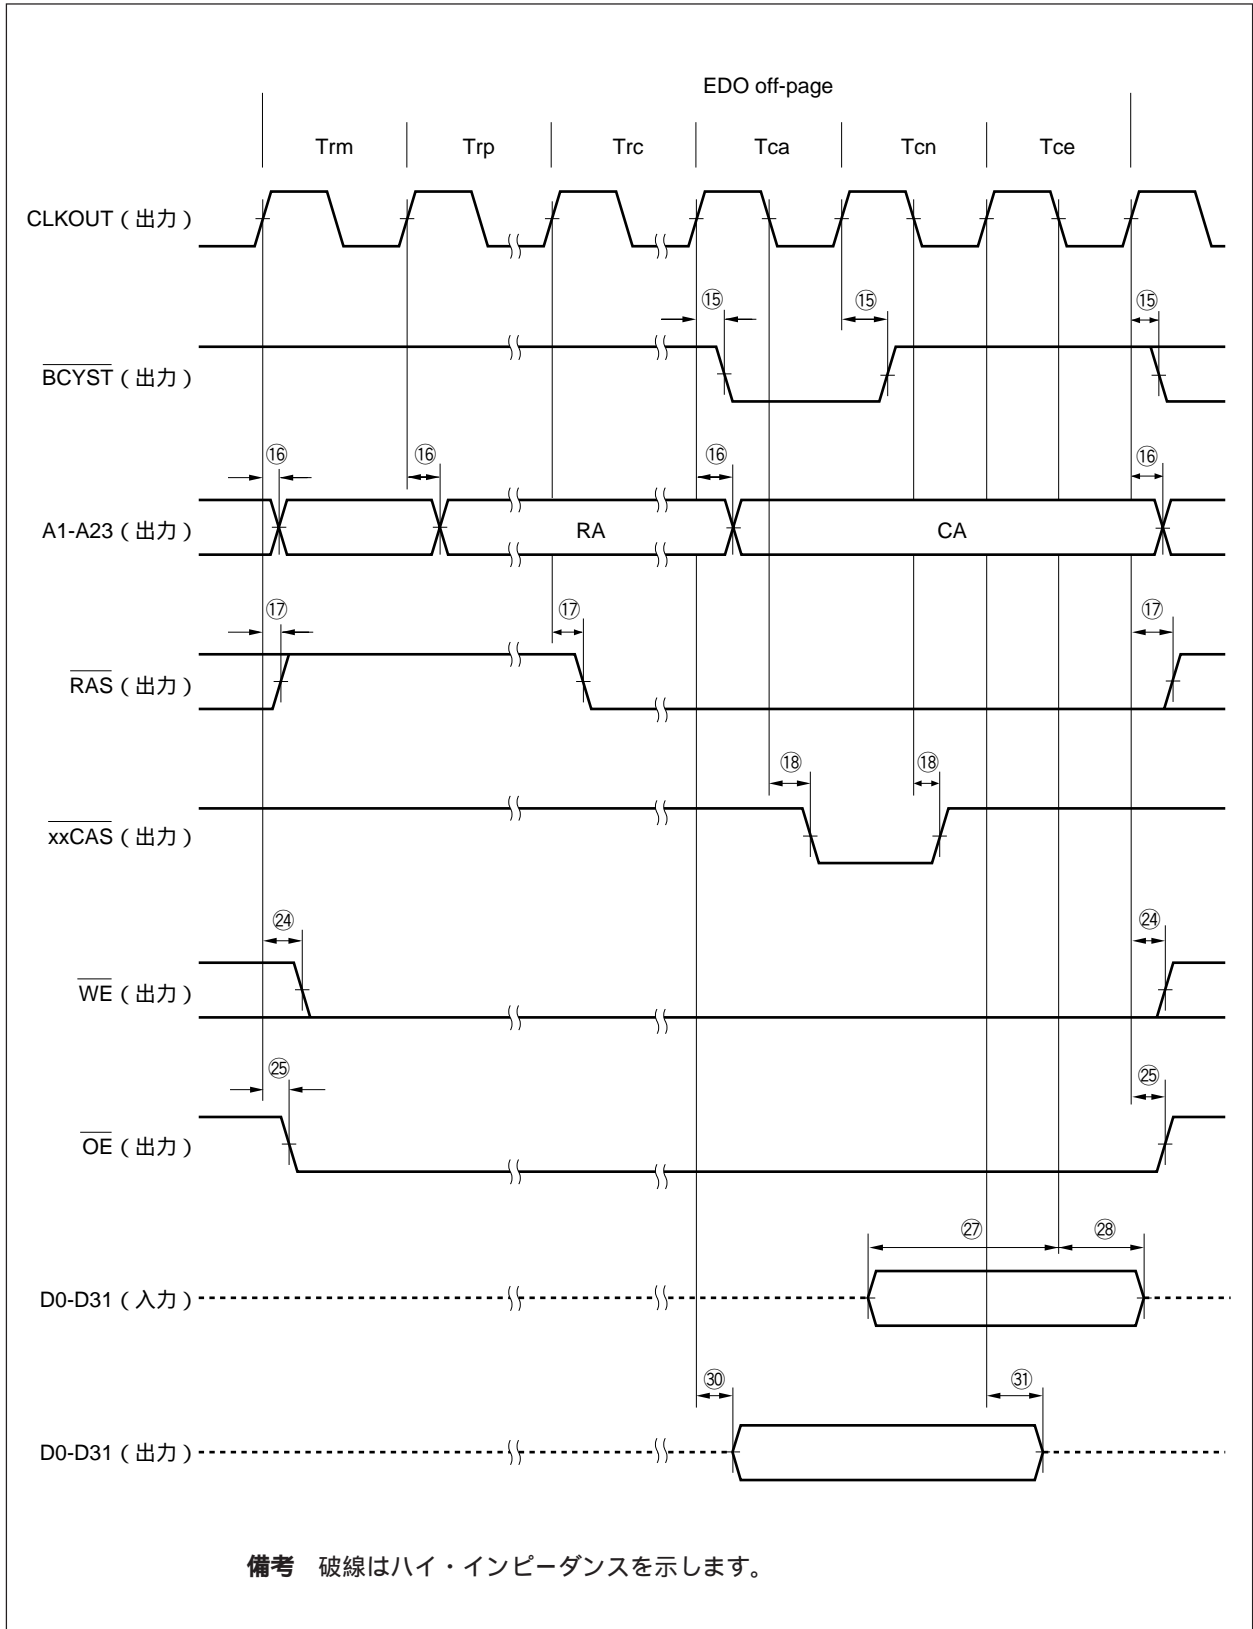 EDO off-page
Trm Trp Trc Tca Tcn Tce
CLKOUT（出力）
⑮ ⑮ ⑮
BCYST（出力）
⑯ ⑯ ⑯ ⑯
A1-A23（出力） RA CA
⑰ ⑰ ⑰
RAS（出力）
⑱ ⑱
xxCAS（出力）
㉔ ㉔
WE（出力）
㉕ ㉕
OE（出力）
㉗ ㉘
D0-D31（入力）
㉚ ㉛
D0-D31（出力）
備考 破線はハイ・インピーダンスを示します。